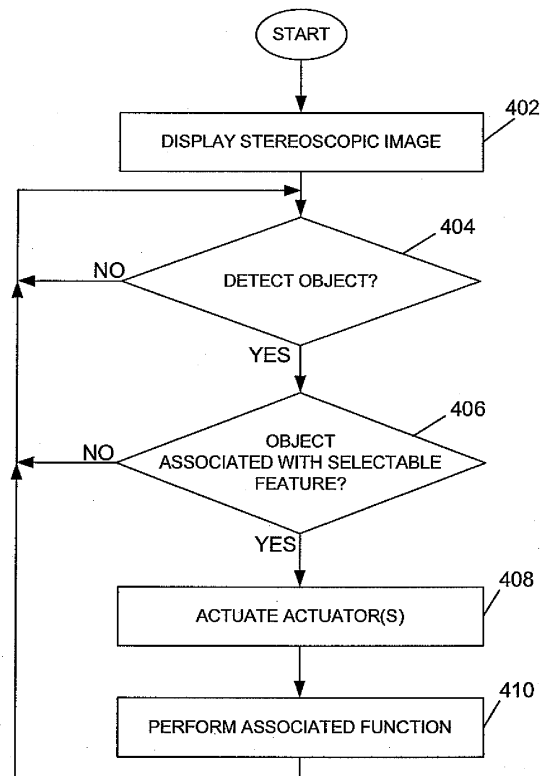 START
402
DISPLAY STEREOSCOPIC IMAGE
404
NO
DETECT OBJECT?
YES
406
NO
OBJECT
ASSOCIATED WITH SELECTABLE
FEATURE?
YES
408
ACTUATE ACTUATOR(S)
410
PERFORM ASSOCIATED FUNCTION